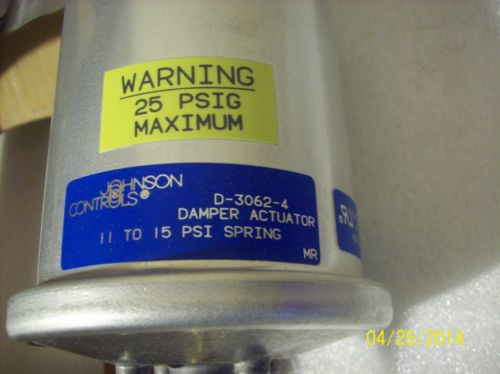 WARNING
25 PSIG
MAXIMUM
JOHNSON
CONTROLS®
D-3062-4
DAMPER ACTUATOR
11 TO 15 PSI SPRING
MR
04/26/2014